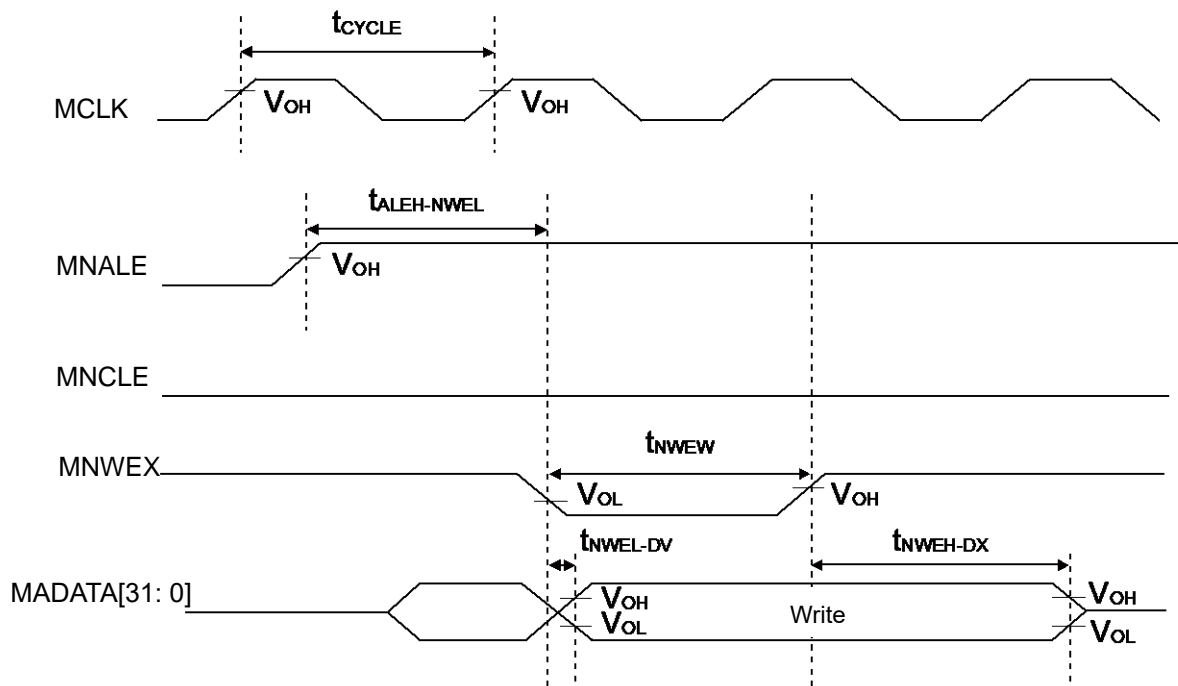 tCYCLE
MCLK
VOH
VOH
tALEH-NWEL
MNALE
VOH
MNCLE
tNWEW
MNWEX
VOL
VOH
tNWEL-DV
tNWEH-DX
MADATA[31: 0]
VOH
VOH
Write
VOL
VOL